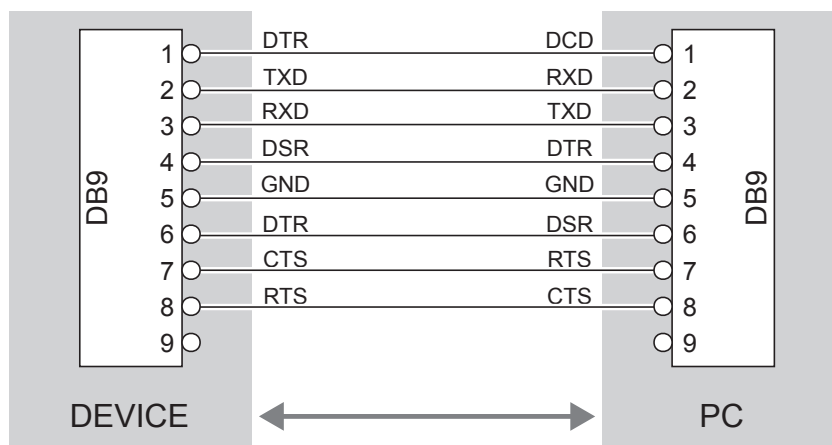 DB9
1 DTR DCD 1
2 TXD RXD 2
3 RXD TXD 3
4 DSR DTR 4
5 GND GND 5
6 DTR DSR 6
7 CTS RTS 7
8 RTS CTS 8
9 9
DB9
DEVICE PC